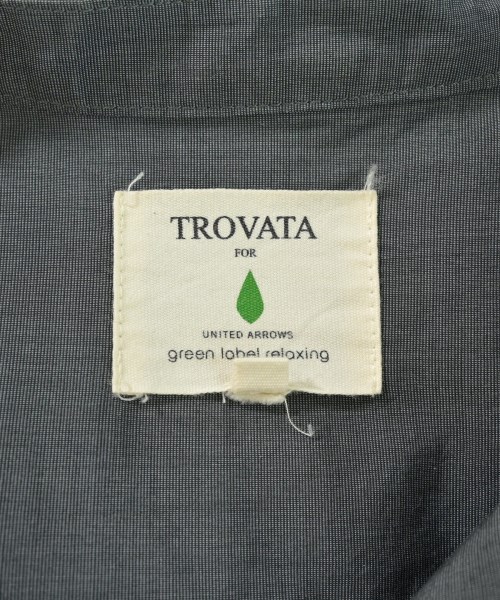 TROVATA
FOR
UNITED ARROWS
green label relaxing